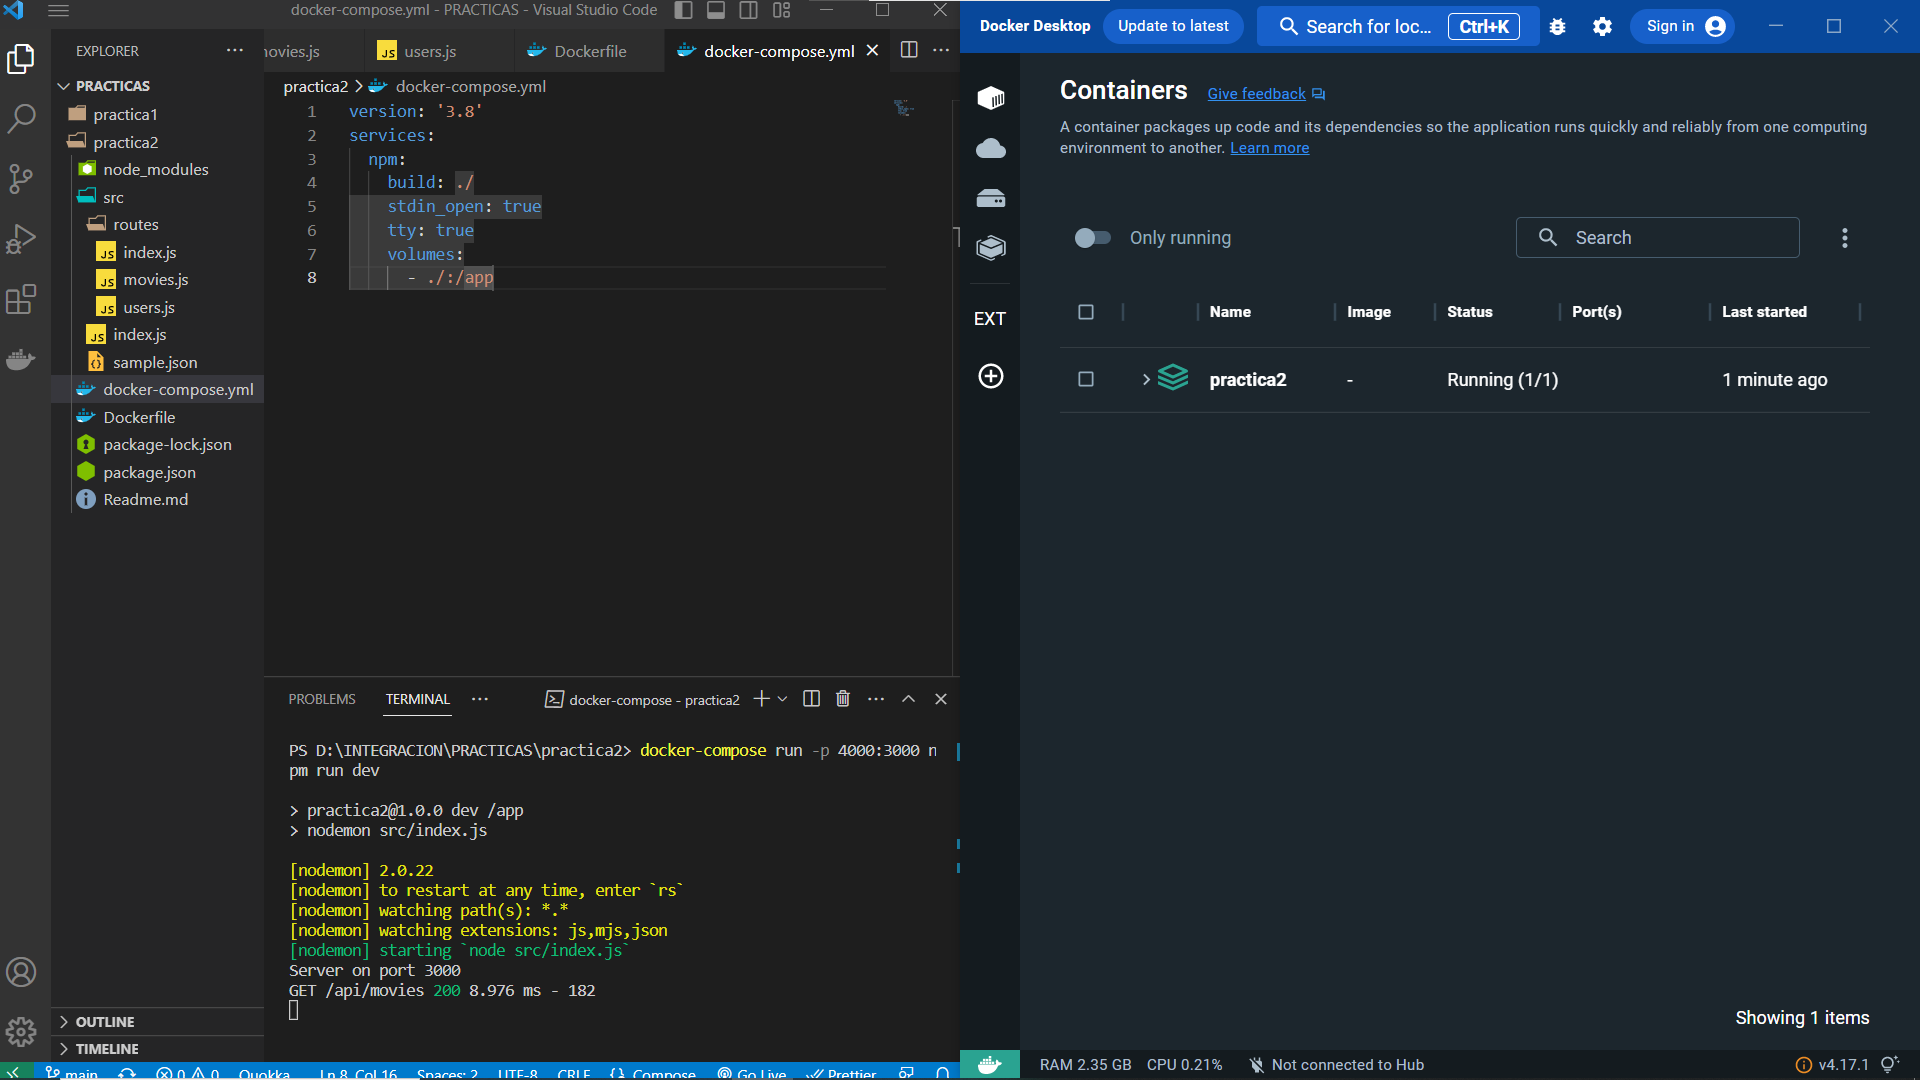 docker-compose.yml - PRACTICAS - Visual Studio Code
EXPLORER
PRACTICAS
practica1
practica2
node_modules
src
routes
index.js
movies.js
users.js
index.js
sample.json
docker-compose.yml
Dockerfile
package-lock.json
package.json
Readme.md
OUTLINE
TIMELINE
ovies.js
users.js
Dockerfile
docker-compose.yml
practica2 > docker-compose.yml
1 version: '3.8'
2 services:
3 npm:
4 build: ./
5 stdin_open: true
6 tty: true
7 volumes:
8 - ./:/app
PROBLEMS TERMINAL
docker-compose - practica2
PS D:\INTEGRACION\PRACTICAS\practica2> docker-compose run -p 4000:3000 n
pm run dev
> practica2@1.0.0 dev /app
> nodemon src/index.js
[nodemon] 2.0.22
[nodemon] to restart at any time, enter `rs`
[nodemon] watching path(s): *.*
[nodemon] watching extensions: js,mjs,json
[nodemon] starting `node src/index.js`
Server on port 3000
GET /api/movies 200 8.976 ms - 182
main 0 0 Quokka Ln 8, Col 16 Spaces: 2 UTF-8 CRLF {} Compose Go Live Prettier
Docker Desktop Update to latest Search for loc... Ctrl+K Sign in
Containers Give feedback
A container packages up code and its dependencies so the application runs quickly and reliably from one computing
environment to another. Learn more
Only running Search
EXT
Name Image Status Port(s) Last started
practica2 - Running (1/1) 1 minute ago
Showing 1 items
RAM 2.35 GB CPU 0.21% Not connected to Hub v4.17.1